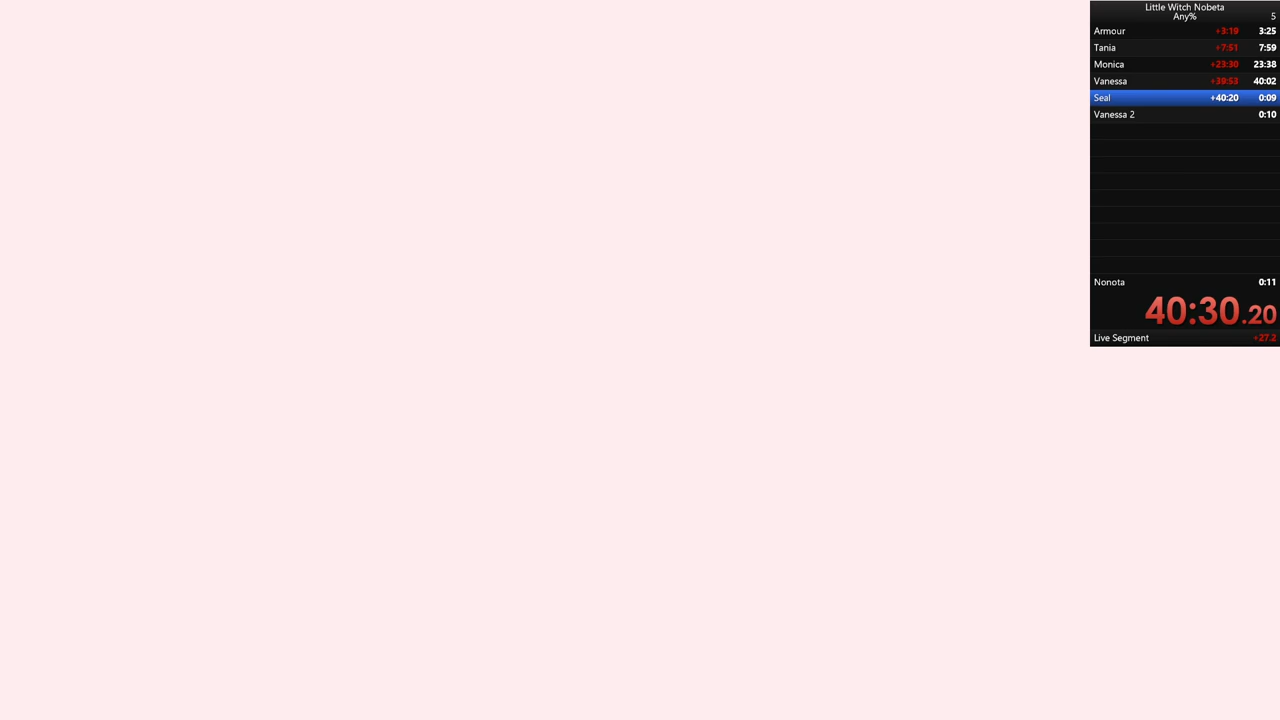 Little Witch Nobeta
Any% 5
Armour +3:19 3:25
Tania +7:51 7:59
Monica +23:30 23:38
Vanessa +39:53 40:02
Seal +40:20 0:09
Vanessa 2 0:10
Nonota 0:11
40:30.20
Live Segment +27.2